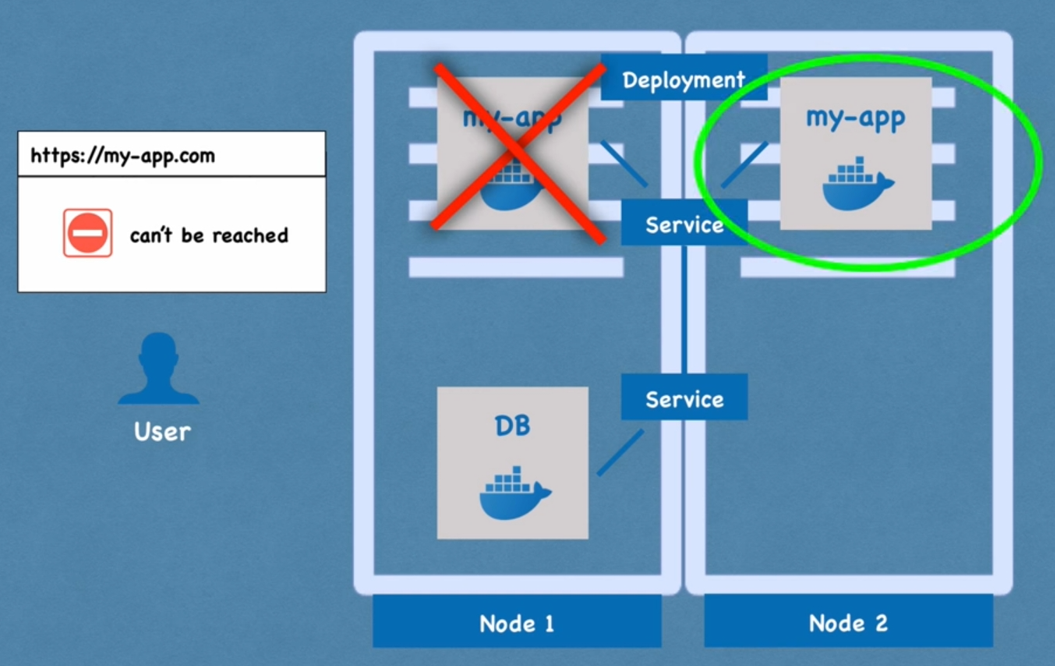 https://my-app.com
can't be reached
User
Deployment
my-app
my-app
Service
Service
DB
Node 1
Node 2